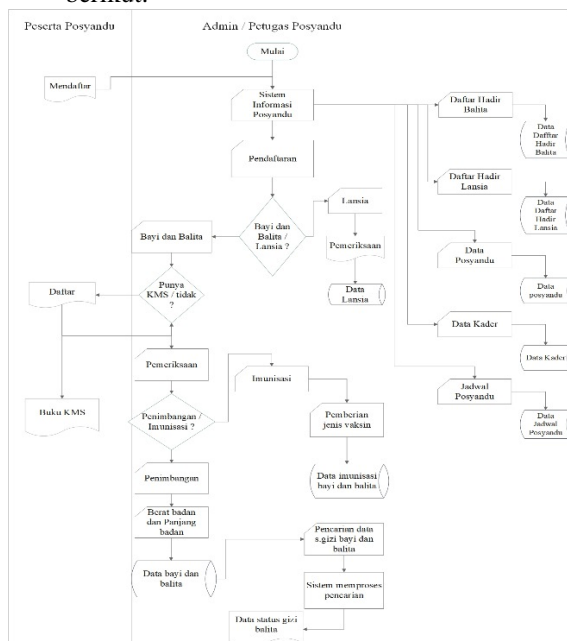 berikut:
Peserta Posyandu
Admin / Petugas Posyandu
Mulai
Mendaftar
Sistem
Informasi
Posyandu
Daftar Hadir
Balita
Data
Dafftar
Hadir
Balita
Pendaftaran
Daftar Hadir
Lansia
Data
Daftar
Hadir
Lansia
Lansia
Bayi dan
Balita /
Lansia ?
Bayi dan Balita
Pemeriksaan
Data
Posyandu
Data
posyandu
Data
Lansia
Punya
KMS / tidak
?
Daftar
Data Kader
Data Kader
Pemeriksaan
Imunisasi
Jadwal
Posyandu
Data
Jadwal
Posyandu
Buku KMS
Penimbangan /
Imunisasi ?
Pemberian
jenis vaksin
Penimbangan
Data imunisasi
bayi dan balita
Berat badan
dan Panjang
badan
Pencarian data
s.gizi bayi dan
balita
Data bayi dan
balita
Sistem memproses
pencarian
Data status gizi
balita